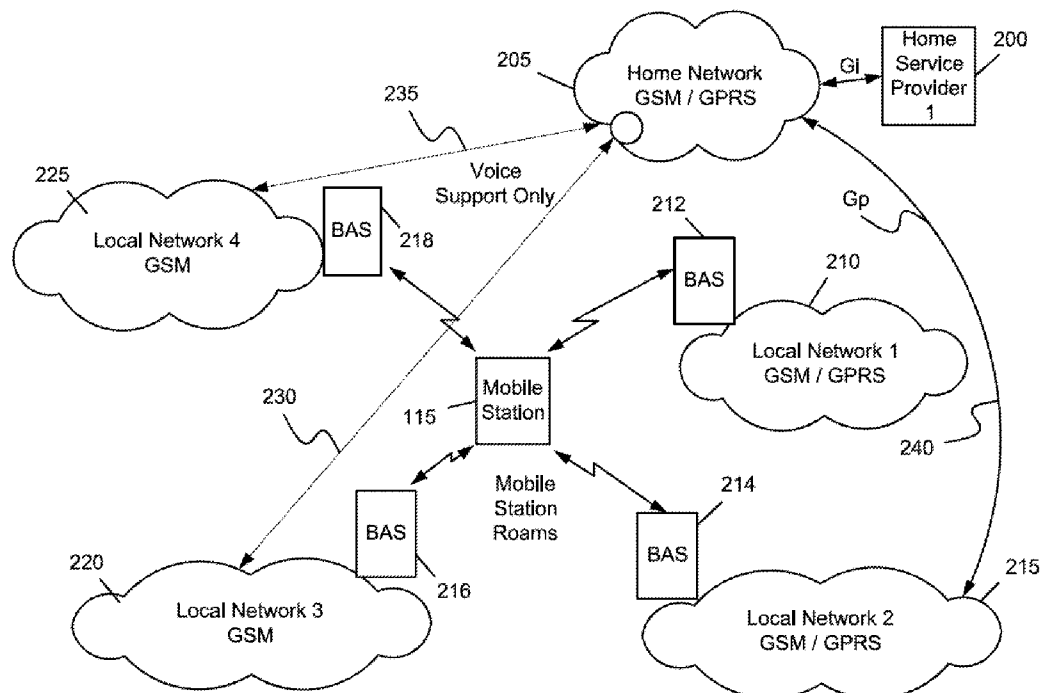 205
Home Network
GSM / GPRS
Gi
Home
Service
Provider
1
200
235
Voice
Support Only
225
Local Network 4
GSM
BAS
218
212
BAS
Gp
210
Local Network 1
GSM / GPRS
Mobile
Station
115
230
240
Mobile
Station
Roams
BAS
216
214
BAS
220
Local Network 3
GSM
215
Local Network 2
GSM / GPRS